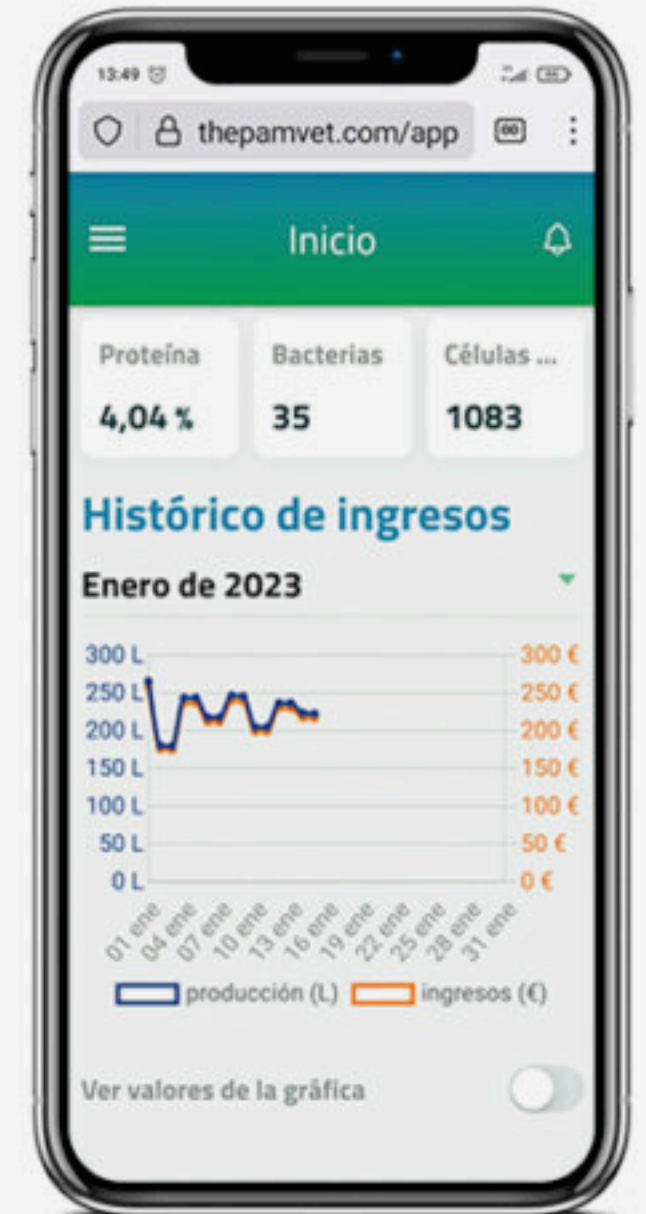 13:49
thepamvet.com/app
Inicio
Proteína Bacterias Células ...
4,04 % 35 1083
Histórico de ingresos
Enero de 2023
300 L 300 €
250 L 250 €
200 L 200 €
150 L 150 €
100 L 100 €
50 L 50 €
0 L 0 €
01 ene 04 ene 07 ene 10 ene 13 ene 16 ene 19 ene 22 ene 25 ene 28 ene 31 ene
producción (L) ingresos (€)
Ver valores de la gráfica